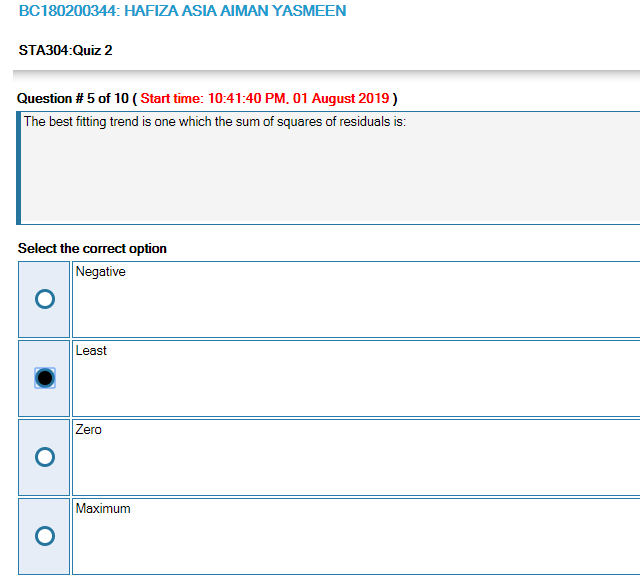 BC180200344: HAFIZA ASIA AIMAN YASMEEN
STA304:Quiz 2
Question # 5 of 10 ( Start time: 10:41:40 PM, 01 August 2019 )
The best fitting trend is one which the sum of squares of residuals is:
Select the correct option
Negative
Least
Zero
Maximum